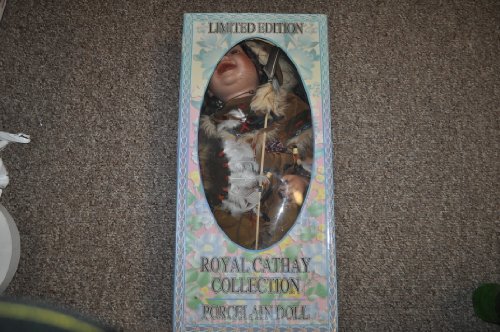 LIMITED EDITION
ROYAL CATHAY
COLLECTION
PORCELAIN DOLL